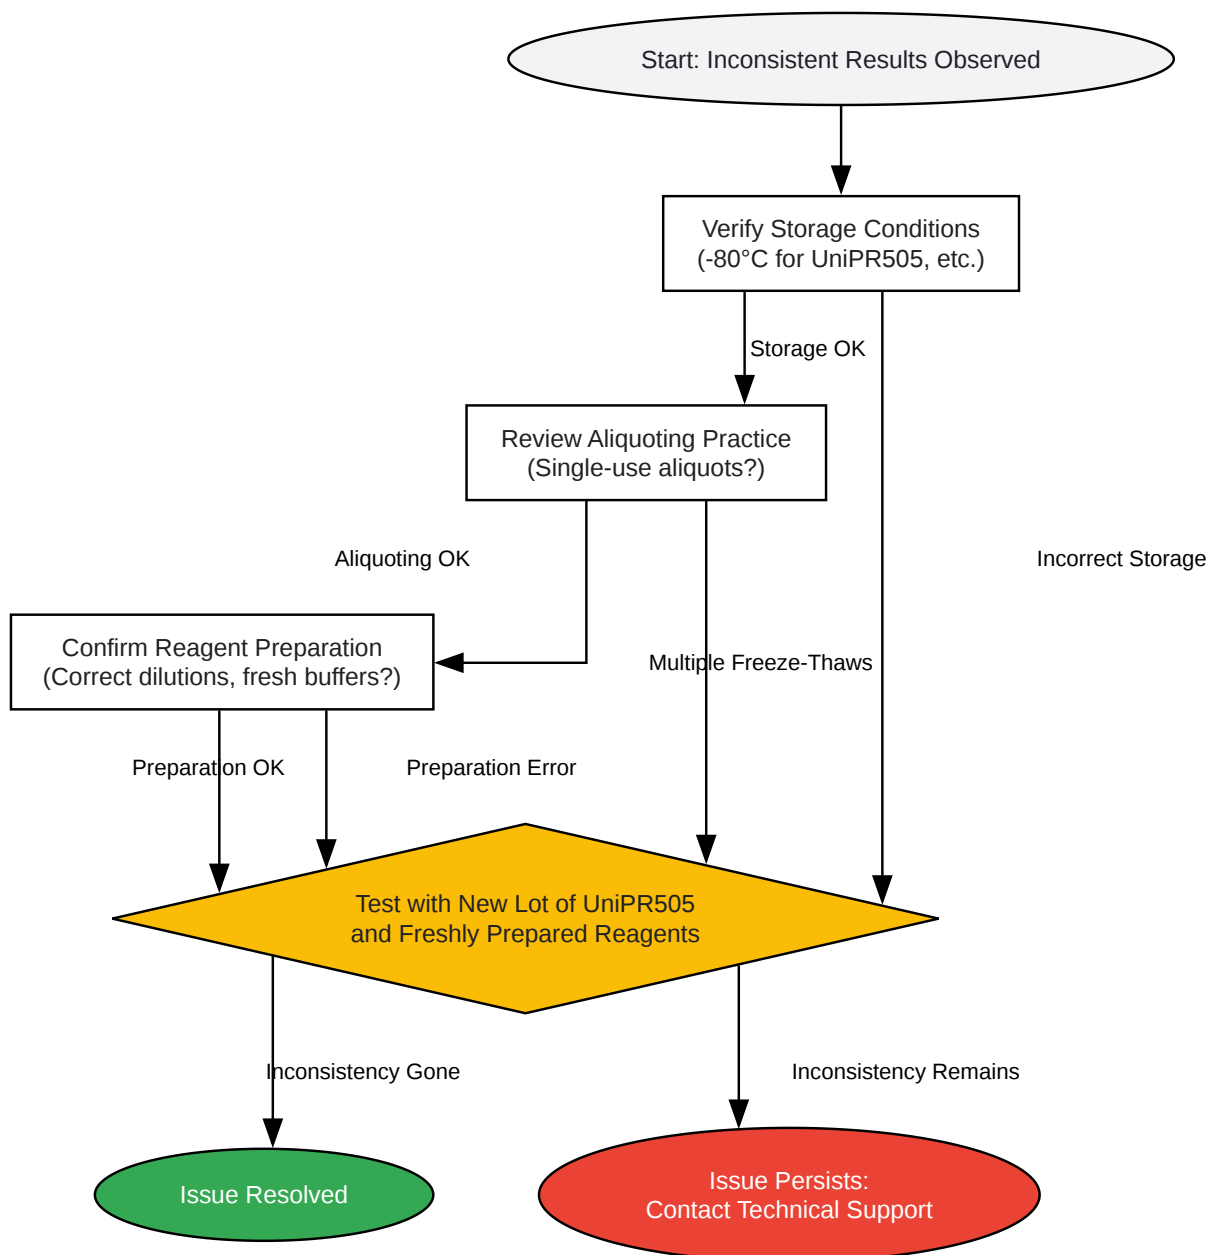 Start: Inconsistent Results Observed
Verify Storage Conditions
(-80°C for UniPR505, etc.)
Storage OK
Review Aliquoting Practice
(Single-use aliquots?)
Aliquoting OK
Incorrect Storage
Confirm Reagent Preparation
(Correct dilutions, fresh buffers?)
Multiple Freeze-Thaws
Preparation OK
Preparation Error
Test with New Lot of UniPR505
and Freshly Prepared Reagents
Inconsistency Gone
Inconsistency Remains
Issue Resolved
Issue Persists:
Contact Technical Support